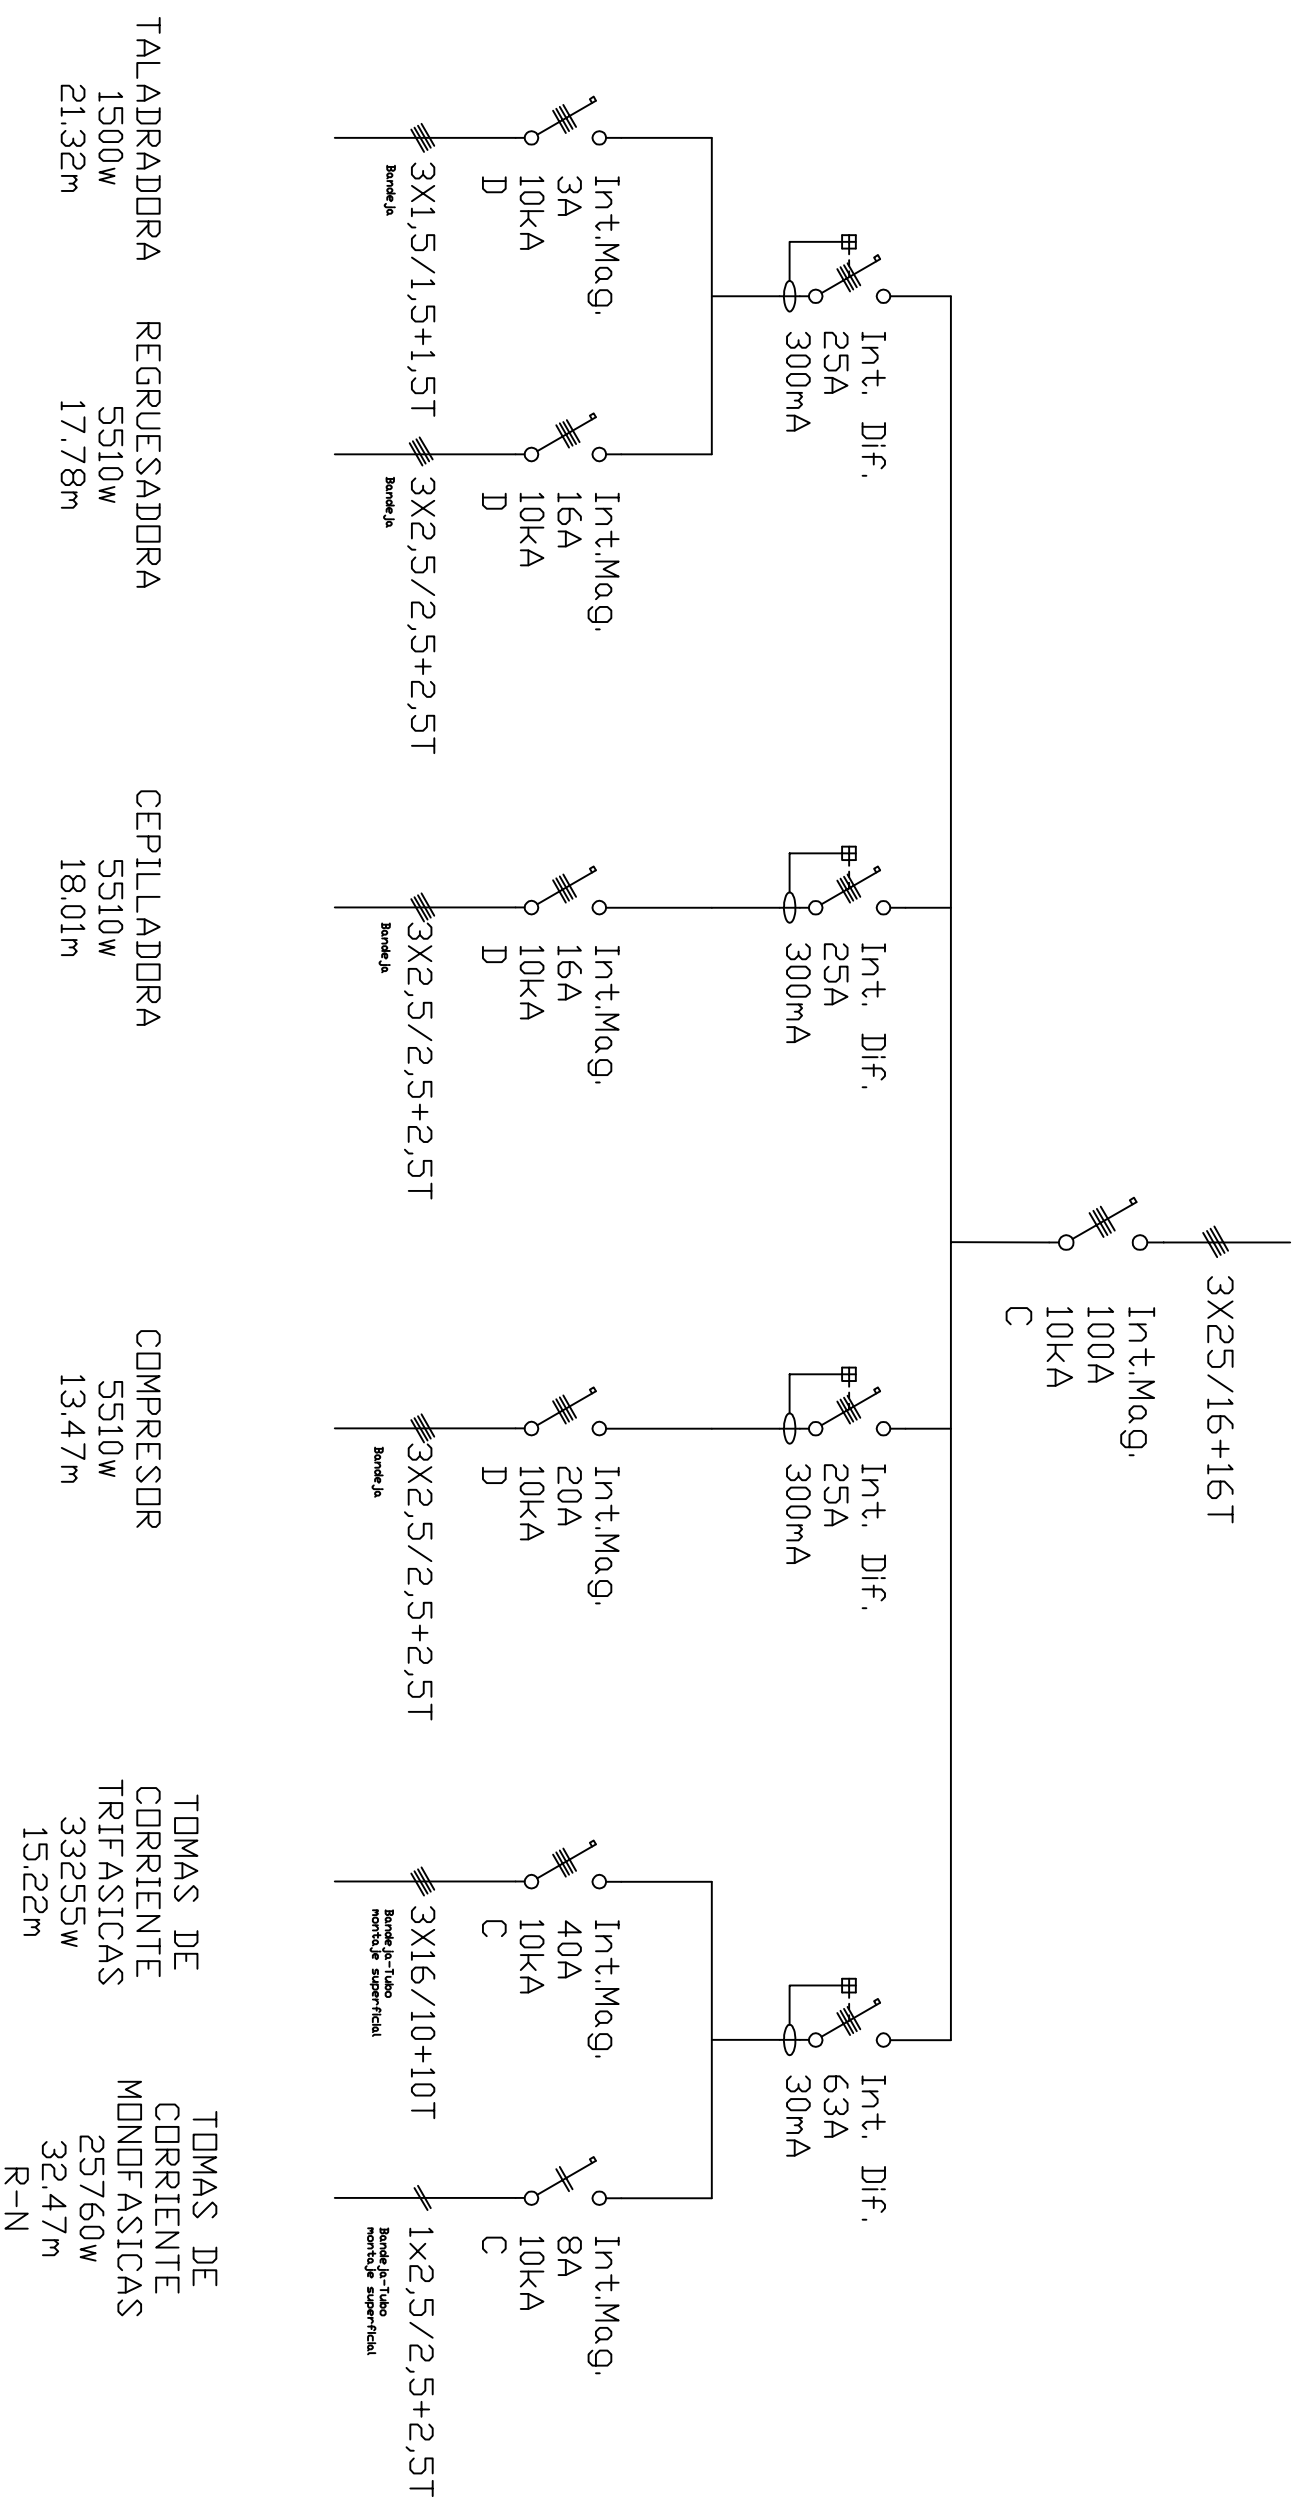 3X25/16+16T
Int.Mag.
100A
10kA
C
Int. Dif.
25A
300mA
Int. Dif.
25A
300mA
Int. Dif.
25A
300mA
Int. Dif.
63A
30mA
Int.Mag.
3A
10kA
D
Int.Mag.
16A
10kA
D
Int.Mag.
16A
10kA
D
Int.Mag.
20A
10kA
D
Int.Mag.
40A
10kA
C
Int.Mag.
8A
10kA
C
3X1,5/1,5+1,5T
Bandeja
3X2,5/2,5+2,5T
Bandeja
3X2,5/2,5+2,5T
Bandeja
3X2,5/2,5+2,5T
Bandeja
3X16/10+10T
Bandeja-Tubo
montaje superficial
1x2,5/2,5+2,5T
Bandeja-Tubo
montaje superficial
TALADRADORA
1500w
21.32m
REGRUESADORA
5510w
17.78m
CEPILLADORA
5510w
18.01m
COMPRESOR
5510w
13.47m
TOMAS DE
CORRIENTE
TRIFASICAS
33255w
15.22m
TOMAS DE
CORRIENTE
MONOFASICAS
25760w
32.47m
R-N